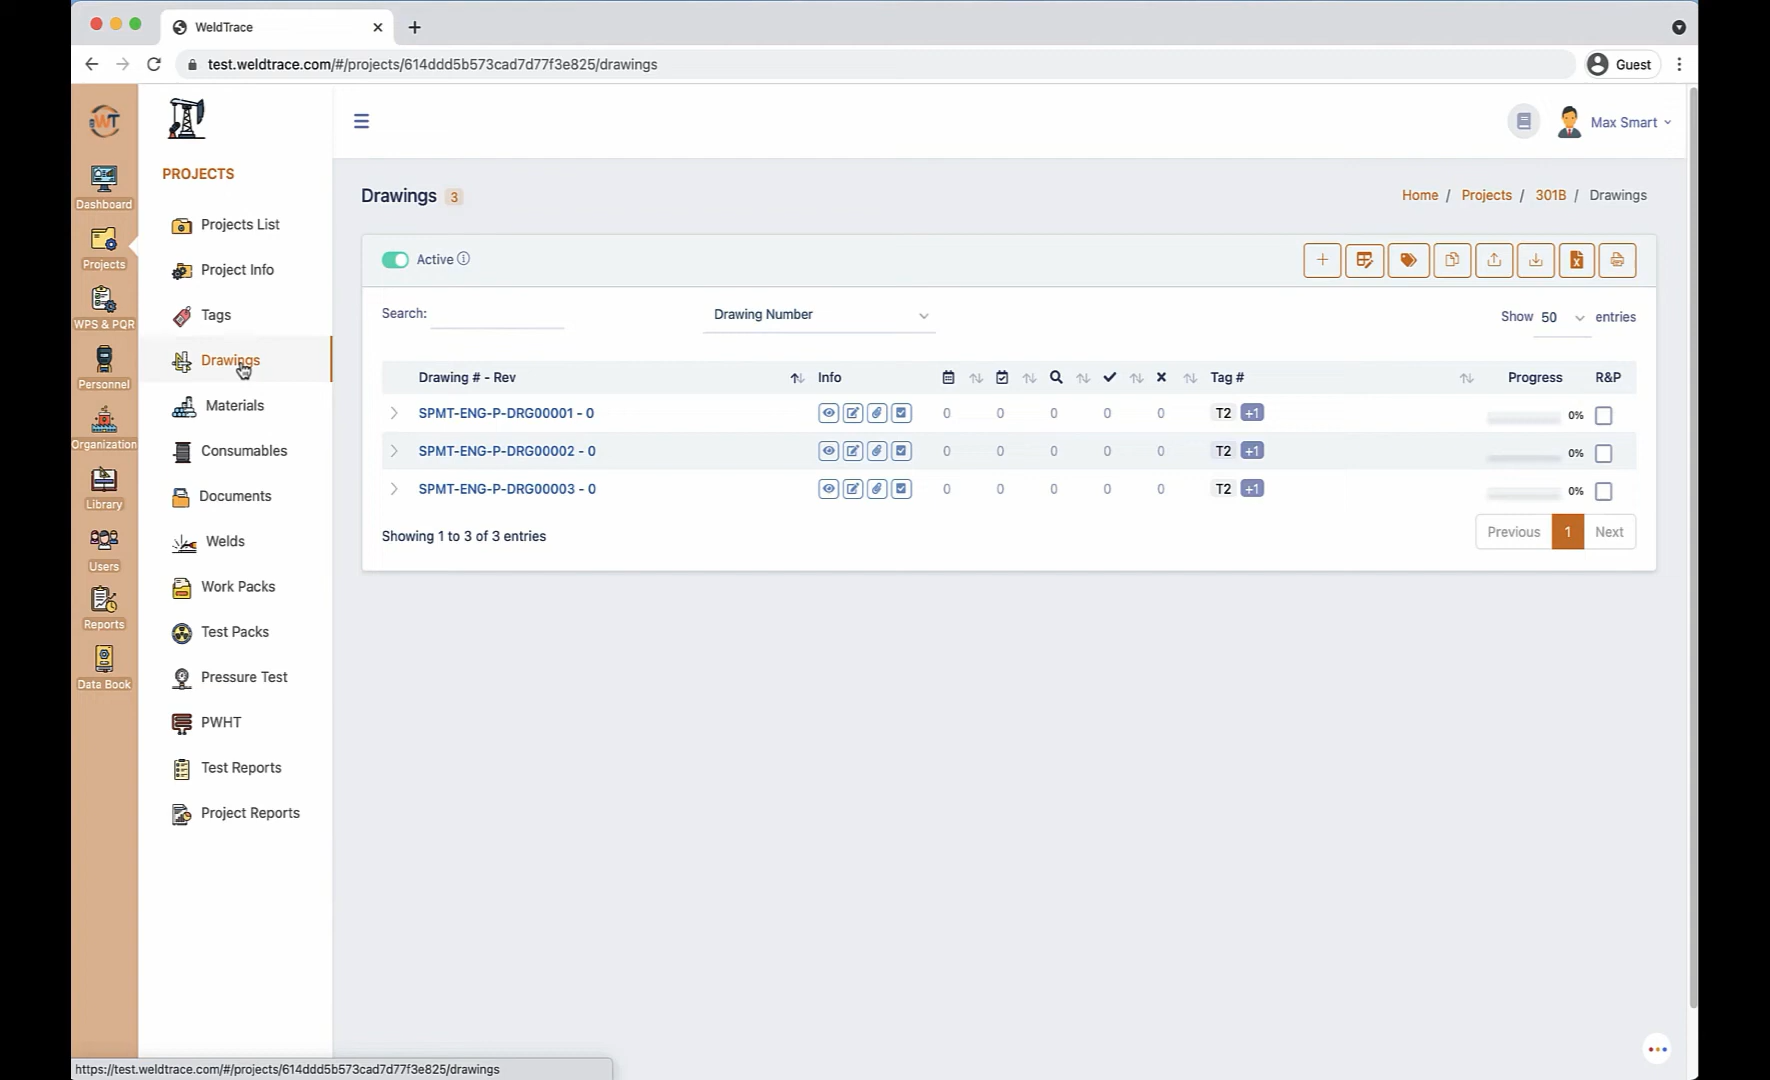 WeldTrace
test.weldtrace.com/#/projects/614ddd5b573cad7d77f3e825/drawings
Guest
WT
Dashboard
Projects
WPS & PQR
Personnel
Organization
Library
Users
Reports
Data Book
PROJECTS
Projects List
Project Info
Tags
Drawings
Materials
Consumables
Documents
Welds
Work Packs
Test Packs
Pressure Test
PWHT
Test Reports
Project Reports
Max Smart
Drawings 3
Home / Projects / 301B / Drawings
Active
Search:
Drawing Number
Show 50 entries
Drawing # - Rev Info Tag # Progress R&P
SPMT-ENG-P-DRG00001 - 0 0 0 0 0 0 T2 +1 0%
SPMT-ENG-P-DRG00002 - 0 0 0 0 0 0 T2 +1 0%
SPMT-ENG-P-DRG00003 - 0 0 0 0 0 0 T2 +1 0%
Showing 1 to 3 of 3 entries
Previous 1 Next
https://test.weldtrace.com/#/projects/614ddd5b573cad7d77f3e825/drawings